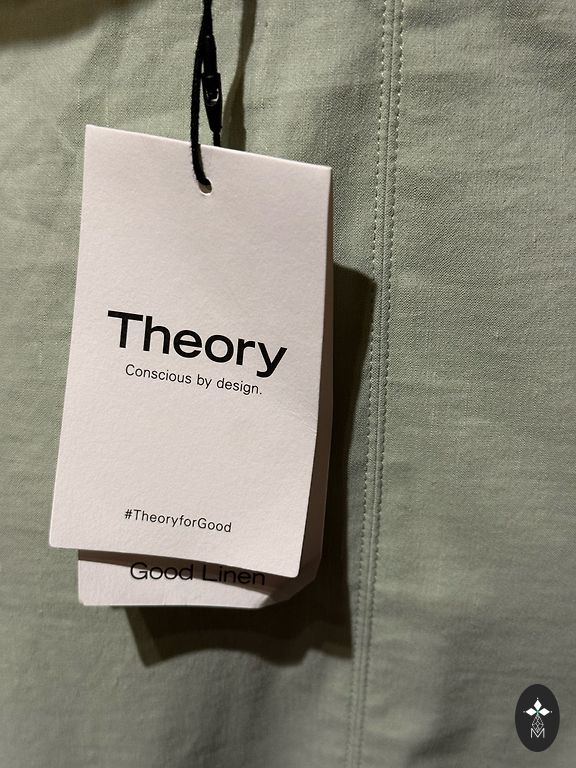 Theory
Conscious by design.
#TheoryforGood
Good Linen
M